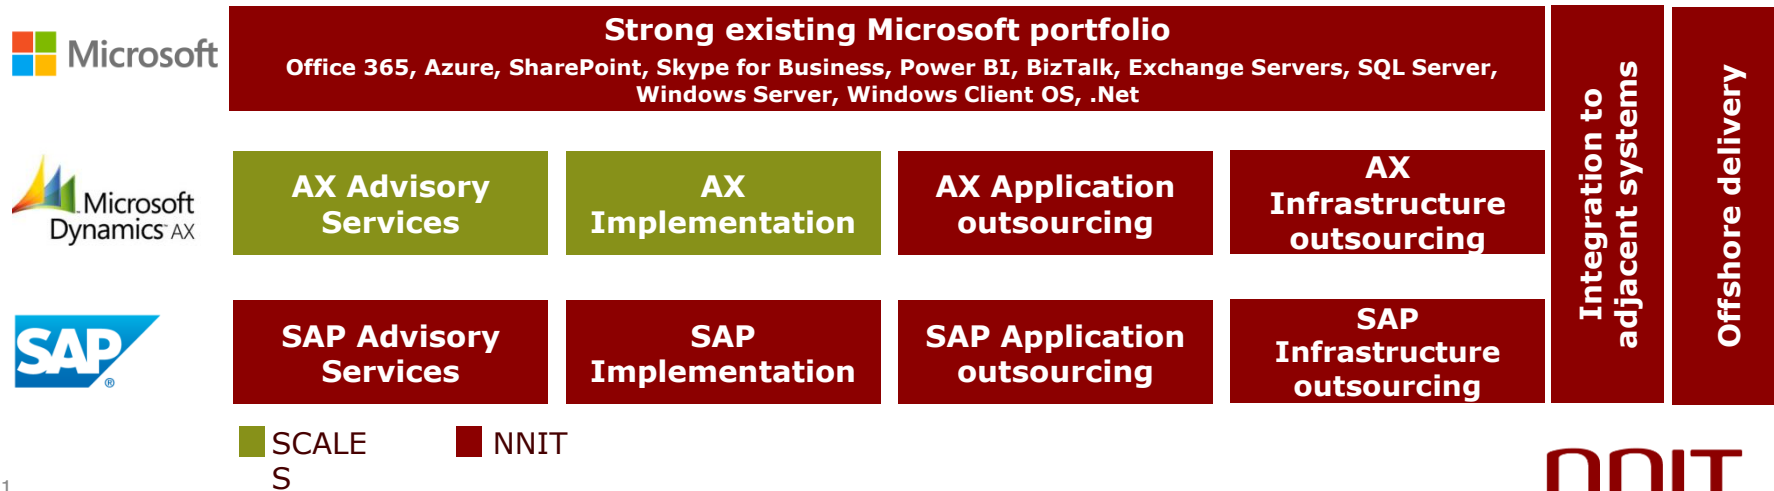 Microsoft
Strong existing Microsoft portfolio
Office 365, Azure, SharePoint, Skype for Business, Power BI, BizTalk, Exchange Servers, SQL Server,
Windows Server, Windows Client OS, .Net
Microsoft
Dynamics AX
AX Advisory
Services
AX
Implementation
AX Application
outsourcing
AX
Infrastructure
outsourcing
SAP
®
SAP Advisory
Services
SAP
Implementation
SAP Application
outsourcing
SAP
Infrastructure
outsourcing
Integration to
adjacent systems
Offshore delivery
SCALE
S
NNIT
1
nnit